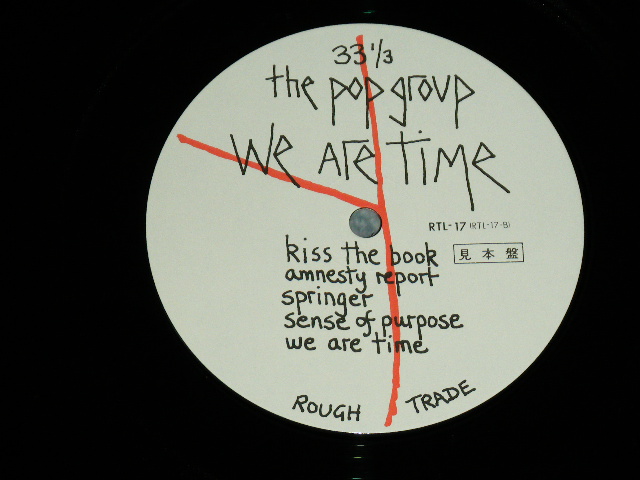 33 1/3
the pop group
We Are Time
RTL-17 (RTL-17-B)
見本盤
kiss the book
amnesty report
springer
sense of purpose
we are time
ROUGH TRADE